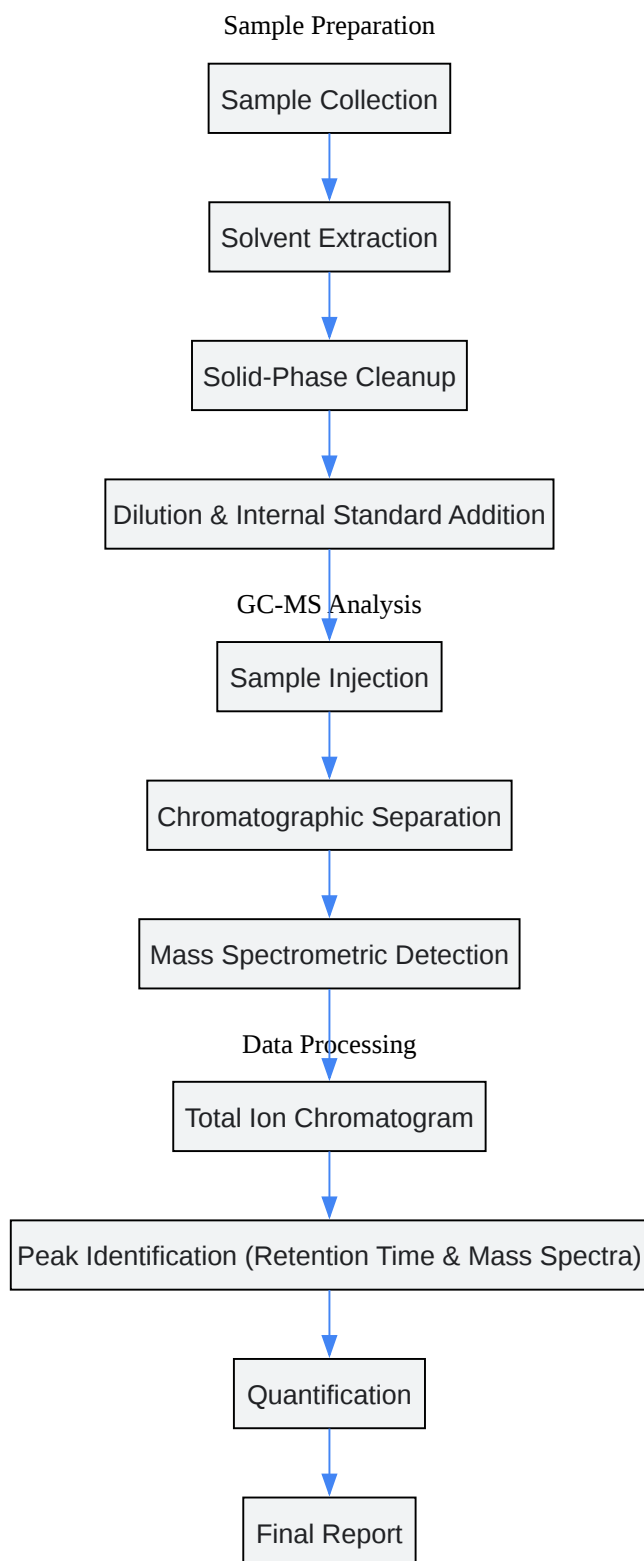 Sample Preparation
Sample Collection
Solvent Extraction
Solid-Phase Cleanup
Dilution & Internal Standard Addition
GC-MS Analysis
Sample Injection
Chromatographic Separation
Mass Spectrometric Detection
Data Processing
Total Ion Chromatogram
Peak Identification (Retention Time & Mass Spectra)
Quantification
Final Report